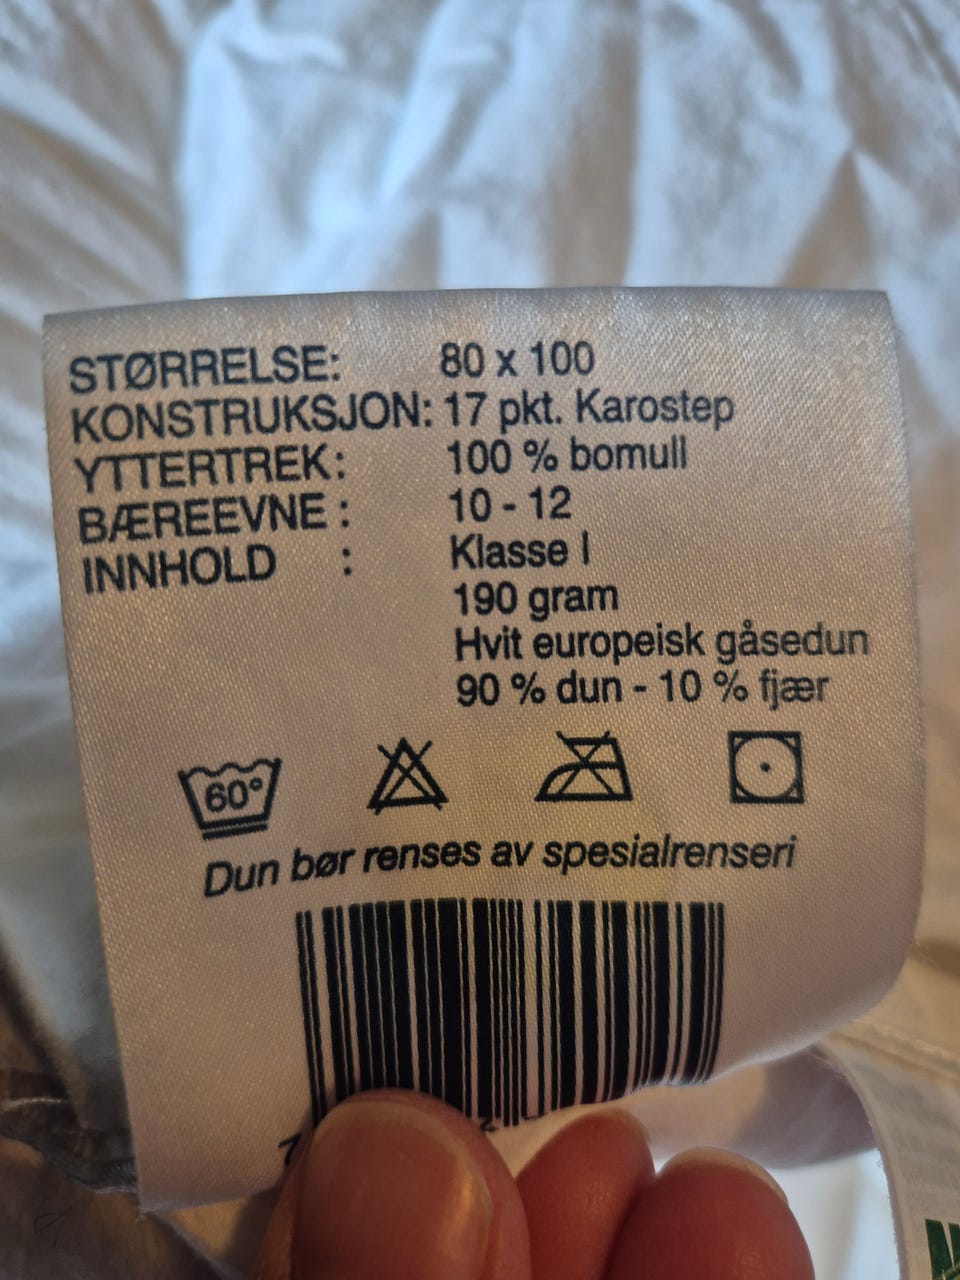 STØRRELSE: 80 x 100
KONSTRUKSJON: 17 pkt. Karostep
YTTERTREK: 100 % bomull
BÆREEVNE : 10 - 12
INNHOLD : Klasse I
190 gram
Hvit europeisk gåsedun
90 % dun - 10 % fjær
60°
Dun bør renses av spesialrenseri